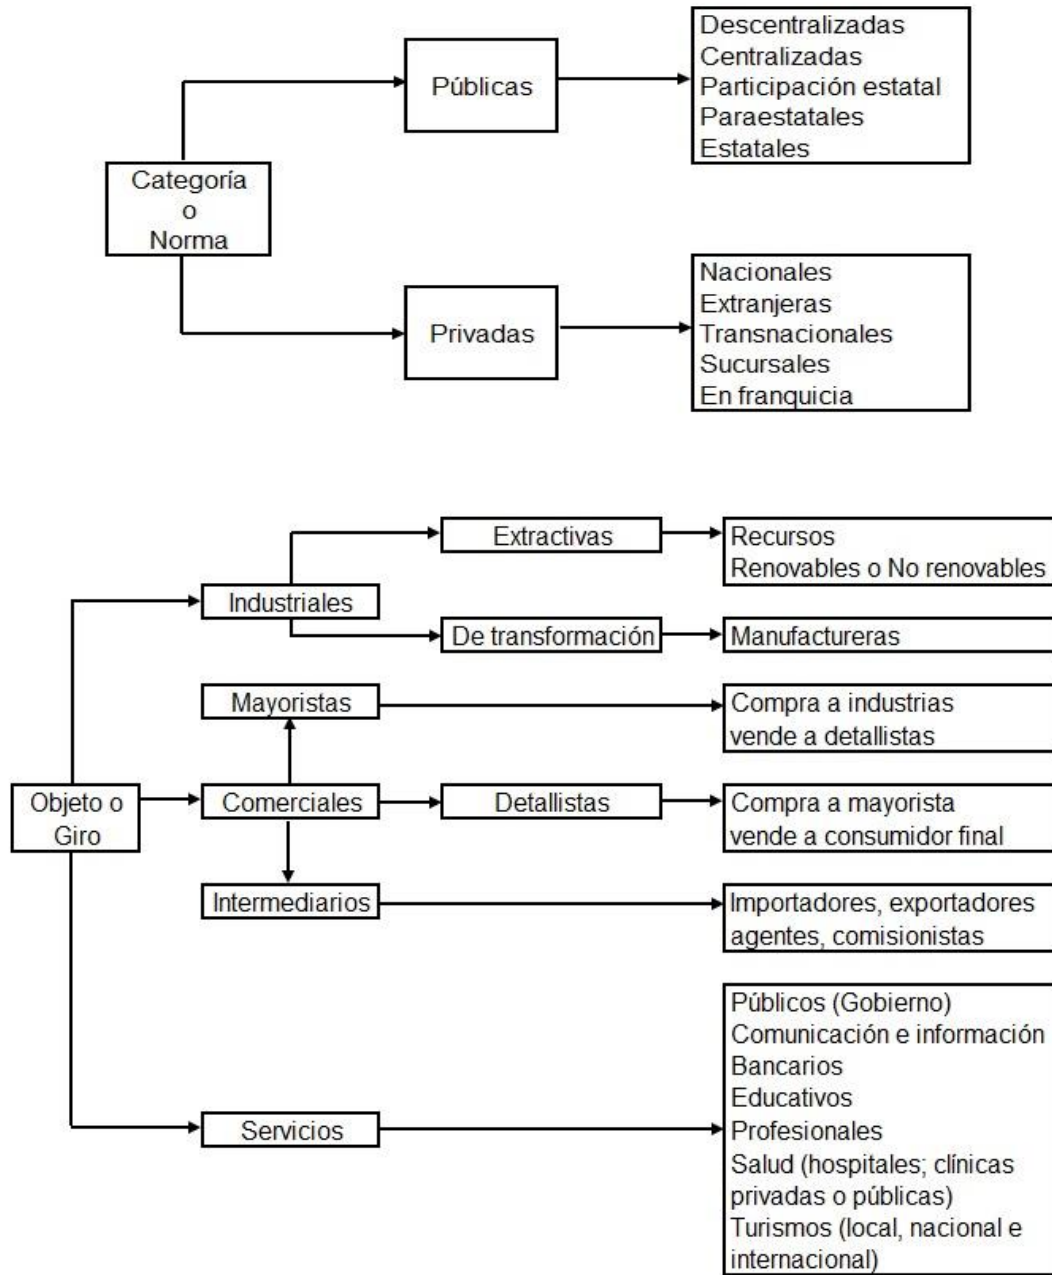 Categoría
o
Norma
Públicas
Descentralizadas
Centralizadas
Participación estatal
Paraestatales
Estatales
Privadas
Nacionales
Extranjeras
Transnacionales
Sucursales
En franquicia
Objeto o
Giro
Industriales
Extractivas
Recursos
Renovables o No renovables
De transformación
Manufactureras
Mayoristas
Compra a industrias
vende a detallistas
Comerciales
Detallistas
Compra a mayorista
vende a consumidor final
Intermediarios
Importadores, exportadores
agentes, comisionistas
Servicios
Públicos (Gobierno)
Comunicación e información
Bancarios
Educativos
Profesionales
Salud (hospitales; clínicas
privadas o públicas)
Turismos (local, nacional e
internacional)